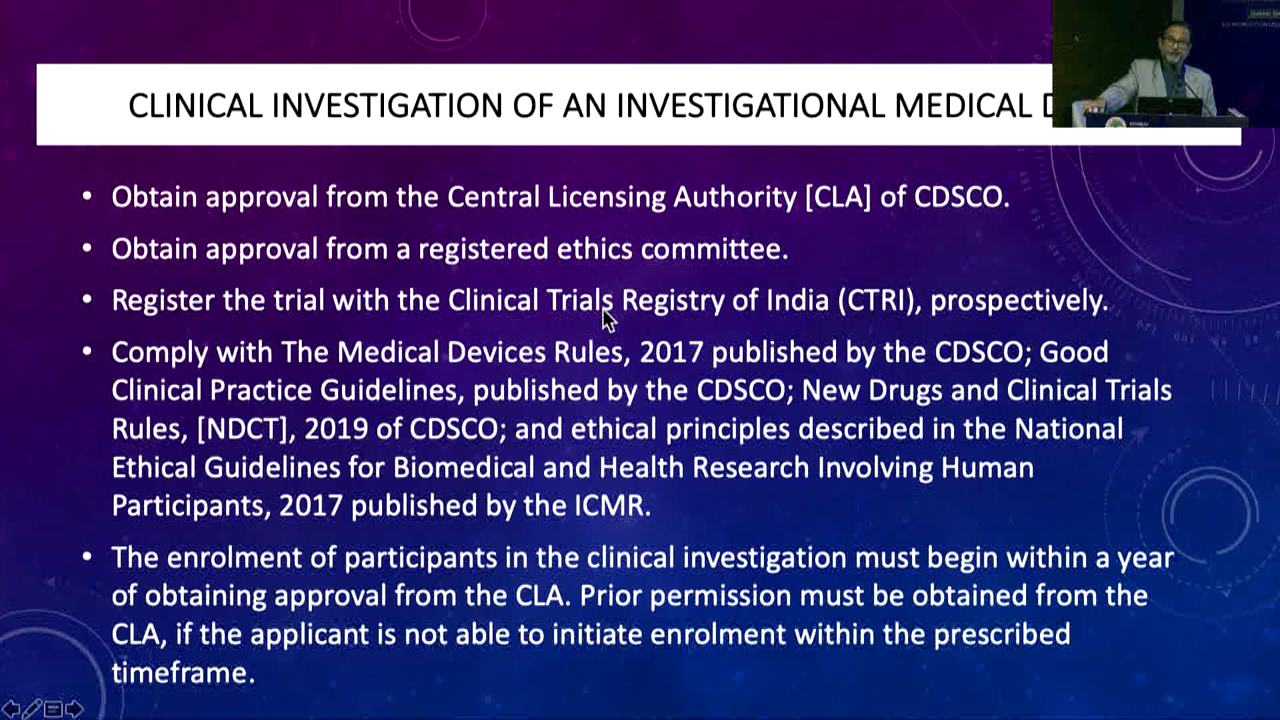 CLINICAL INVESTIGATION OF AN INVESTIGATIONAL MEDICAL D
• Obtain approval from the Central Licensing Authority [CLA] of CDSCO.
• Obtain approval from a registered ethics committee.
• Register the trial with the Clinical Trials Registry of India (CTRI), prospectively.
• Comply with The Medical Devices Rules, 2017 published by the CDSCO; Good
Clinical Practice Guidelines, published by the CDSCO; New Drugs and Clinical Trials
Rules, [NDCT], 2019 of CDSCO; and ethical principles described in the National
Ethical Guidelines for Biomedical and Health Research Involving Human
Participants, 2017 published by the ICMR.
• The enrolment of participants in the clinical investigation must begin within a year
of obtaining approval from the CLA. Prior permission must be obtained from the
CLA, if the applicant is not able to initiate enrolment within the prescribed
timeframe.